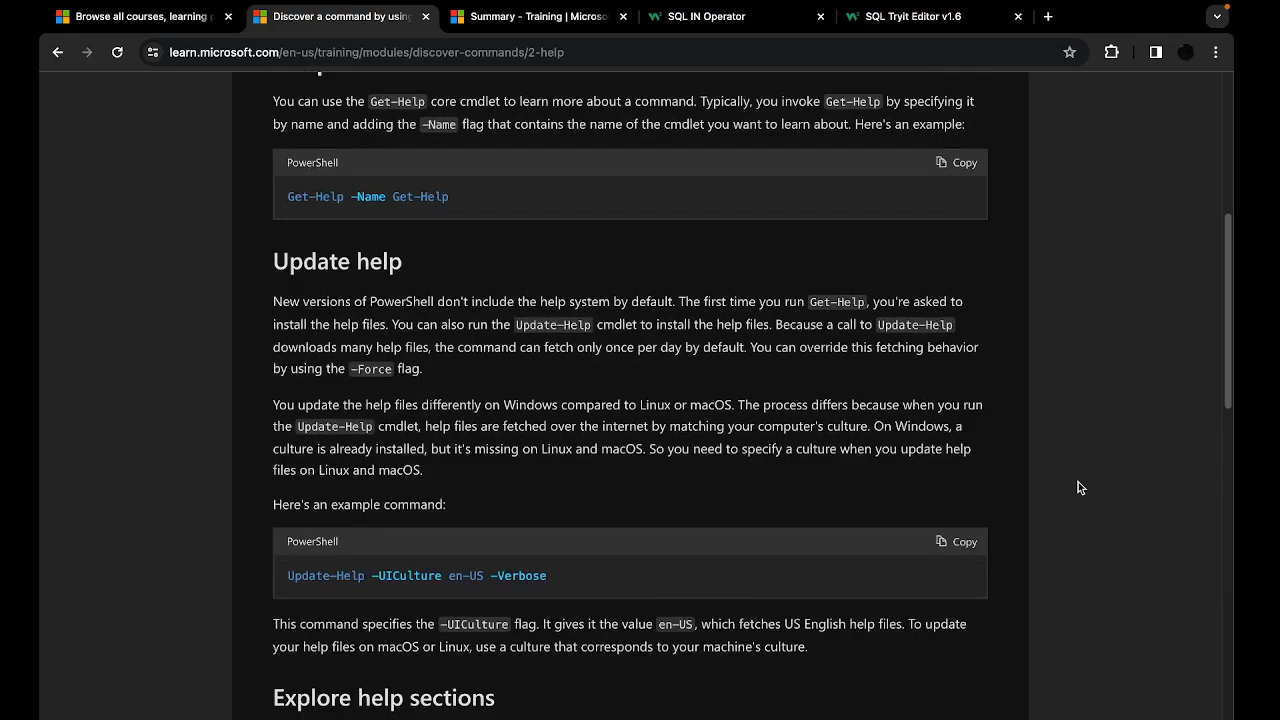 Browse all courses, learning p
Discover a command by using
Summary - Training | Microso
SQL IN Operator
SQL Tryit Editor v1.6
learn.microsoft.com/en-us/training/modules/discover-commands/2-help
You can use the Get-Help core cmdlet to learn more about a command. Typically, you invoke Get-Help by specifying it
by name and adding the -Name flag that contains the name of the cmdlet you want to learn about. Here's an example:
PowerShell
Copy
Get-Help -Name Get-Help
Update help
New versions of PowerShell don't include the help system by default. The first time you run Get-Help, you're asked to
install the help files. You can also run the Update-Help cmdlet to install the help files. Because a call to Update-Help
downloads many help files, the command can fetch only once per day by default. You can override this fetching behavior
by using the -Force flag.
You update the help files differently on Windows compared to Linux or macOS. The process differs because when you run
the Update-Help cmdlet, help files are fetched over the internet by matching your computer's culture. On Windows, a
culture is already installed, but it's missing on Linux and macOS. So you need to specify a culture when you update help
files on Linux and macOS.
Here's an example command:
PowerShell
Copy
Update-Help -UICulture en-US -Verbose
This command specifies the -UICulture flag. It gives it the value en-US, which fetches US English help files. To update
your help files on macOS or Linux, use a culture that corresponds to your machine's culture.
Explore help sections